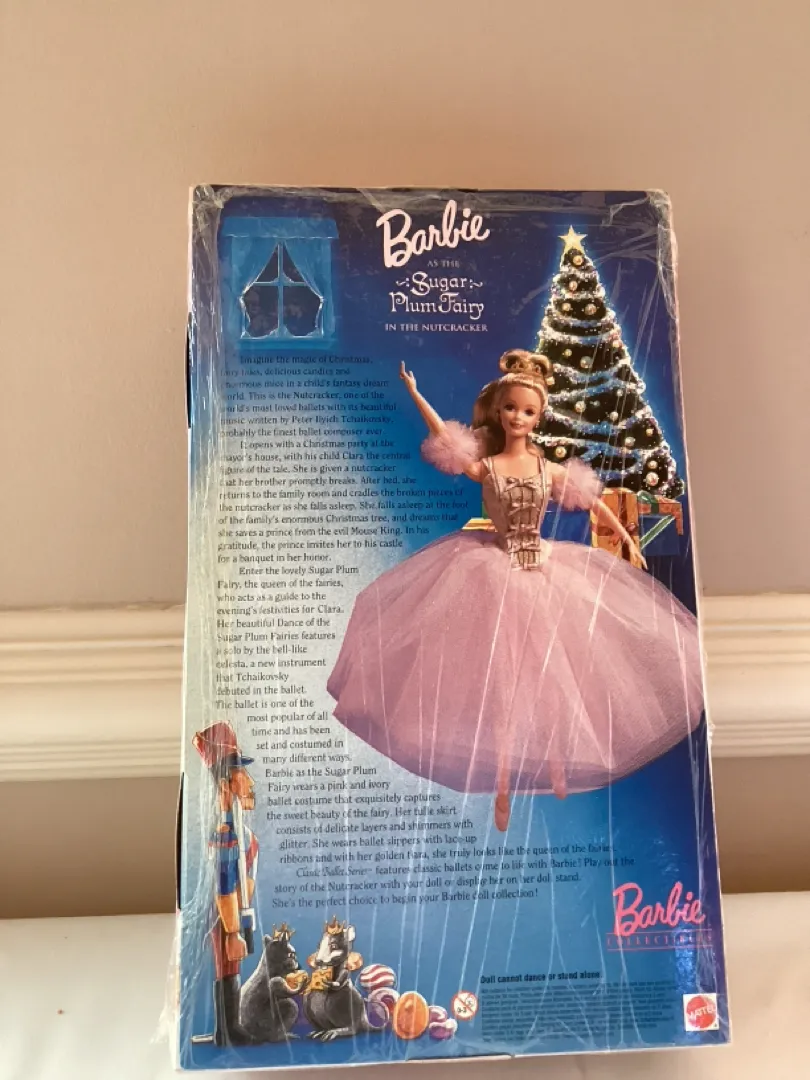 Barbie
AS THE
Sugar
Plum Fairy
IN THE NUTCRACKER
Imagine the magic of Christmas,
fairy tales, delicious candies and
enormous mice in a child's fantasy dream
world. This is the Nutcracker, one of the
world's most loved ballets with its beautiful
music written by Peter Ilyich Tchaikovsky,
probably the finest ballet composer ever.
It opens with a Christmas party at the
mayor's house, with his child Clara the central
figure of the tale. She is given a nutcracker
that her brother promptly breaks. After bed, she
returns to the family room and cradles the broken pieces of
the nutcracker as she falls asleep. She falls asleep at the foot
of the family's enormous Christmas tree, and dreams that
she saves a prince from the evil Mouse King. In his
gratitude, the prince invites her to his castle
for a banquet in her honor.
Enter the lovely Sugar Plum
Fairy, the queen of the fairies,
who acts as a guide to the
evening's festivities for Clara.
Her beautiful Dance of the
Sugar Plum Fairies features
a solo by the bell-like
celesta, a new instrument
that Tchaikovsky
debuted in the ballet.
The ballet is one of the
most popular of all
time and has been
set and costumed in
many different ways.
Barbie as the Sugar Plum
Fairy wears a pink and ivory
ballet costume that exquisitely captures
the sweet beauty of the fairy. Her tulle skirt
consists of delicate layers and shimmers with
glitter. She wears ballet slippers with lace-up
ribbons and with her golden tiara, she truly looks like the queen of the fairies.
Classic Ballet Series™ features classic ballets come to life with Barbie! Play out the
story of the Nutcracker with your doll or display her on her doll stand.
She's the perfect choice to begin your Barbie doll collection!
Barbie
COLLECTIBLES
Doll cannot dance or stand alone.
0-3
MATTEL